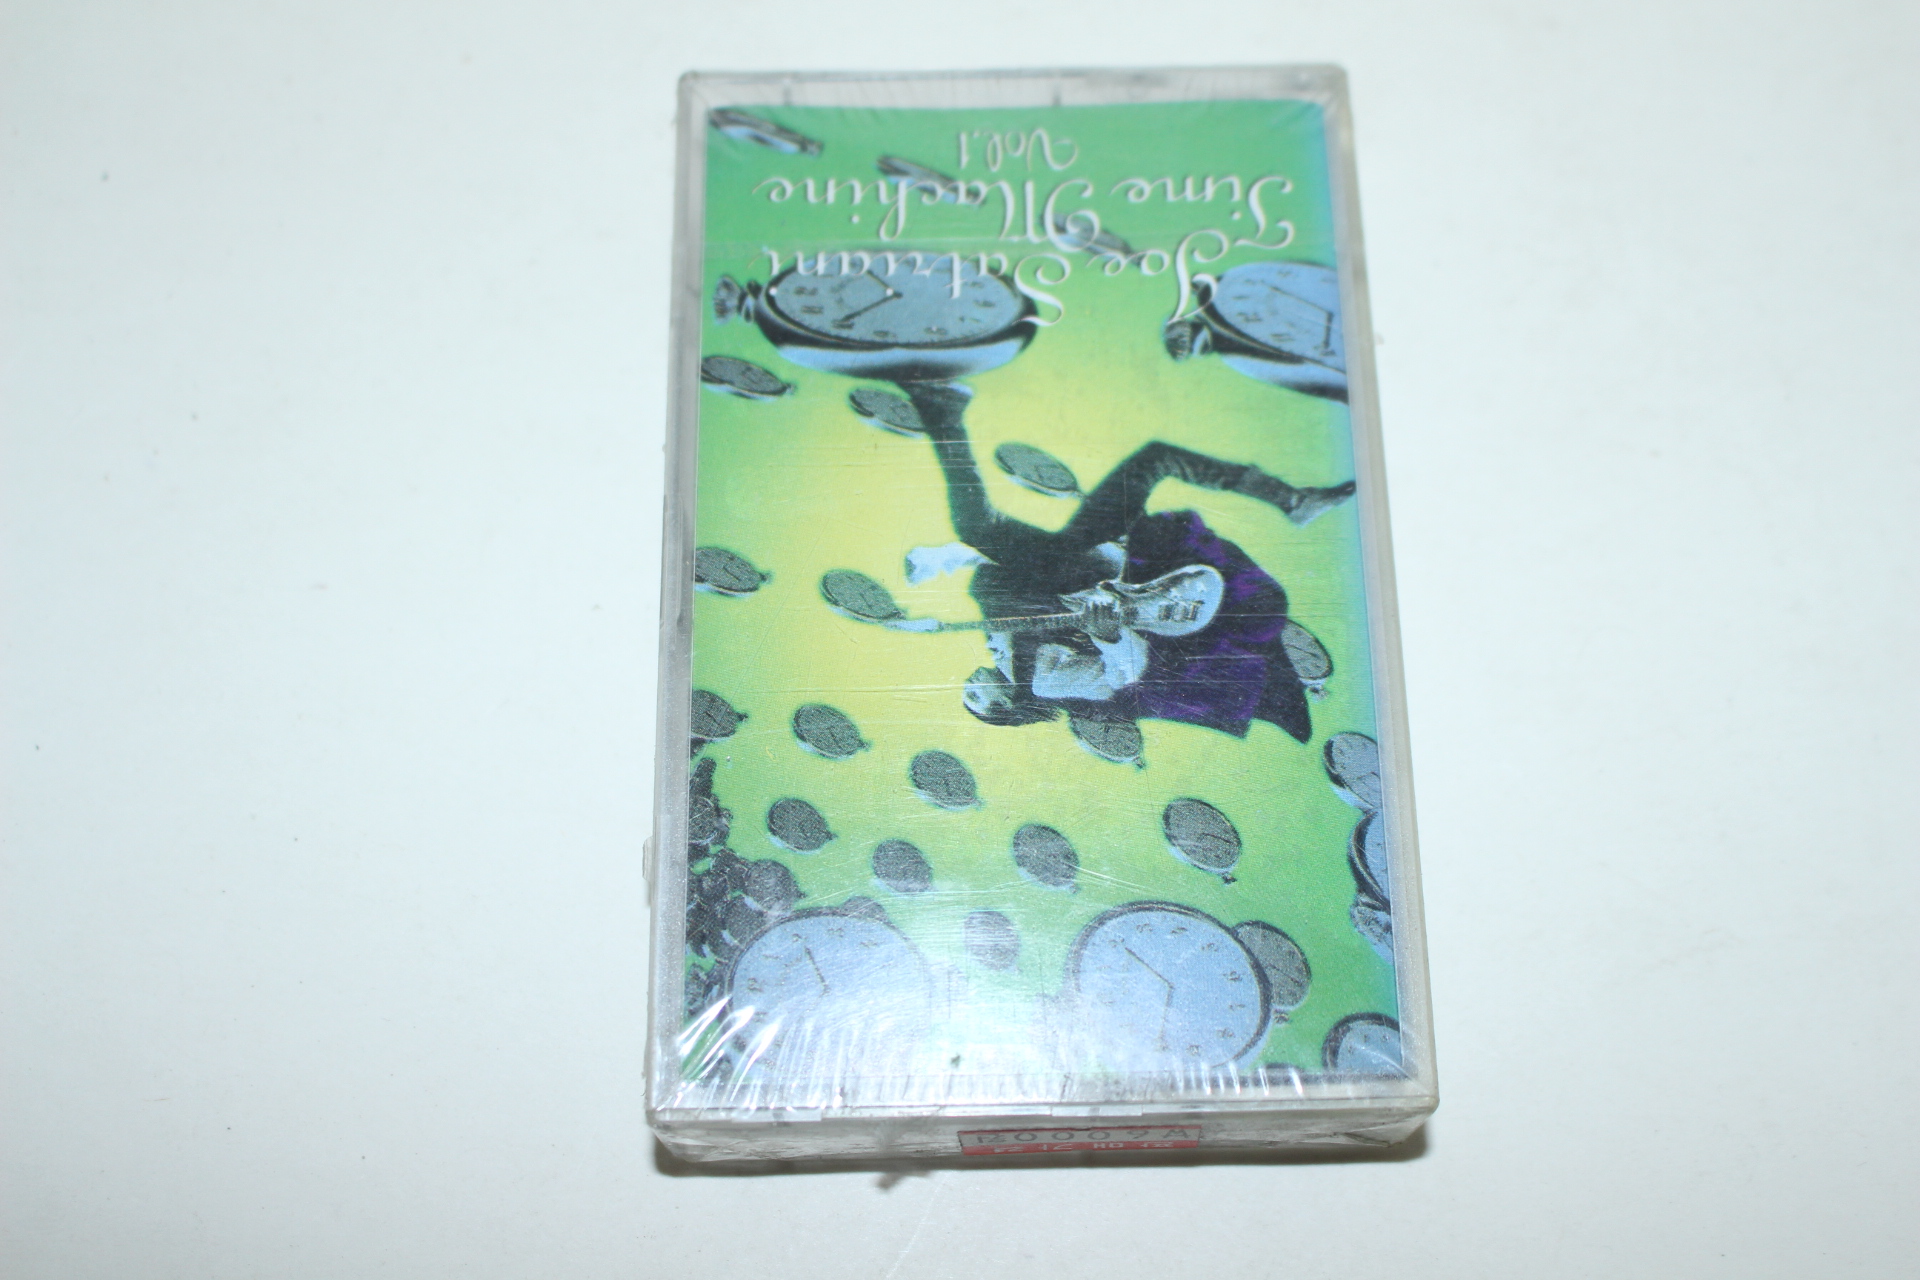 Joe Satriani
Time Machine
Vol.1